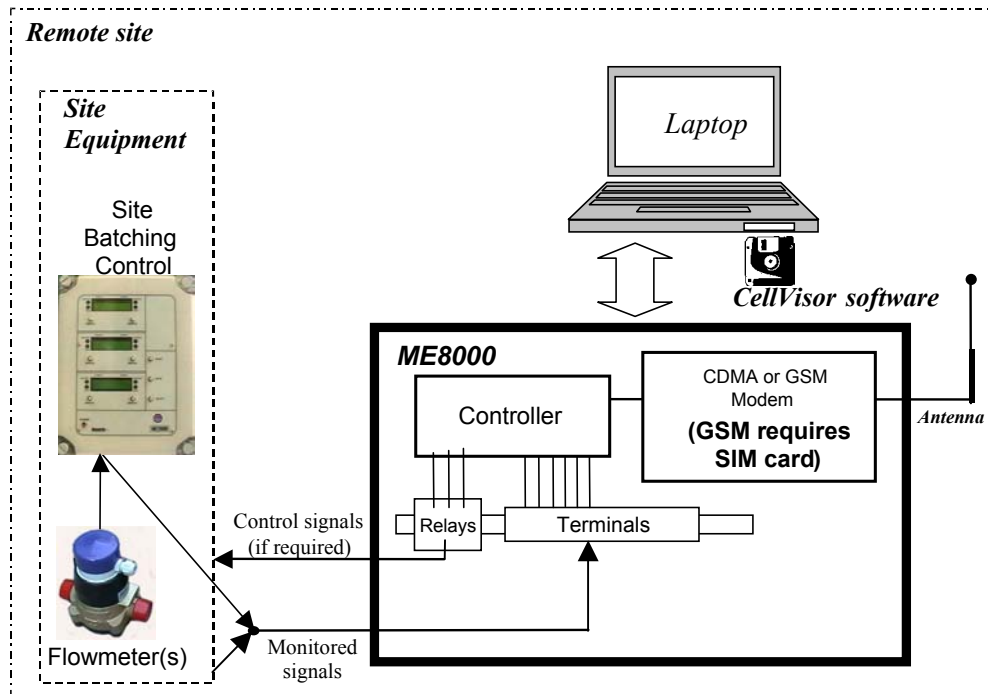 Remote site
Site
Equipment
Site
Batching
Control
Flowmeter(s)
Laptop
CellVisor software
ME8000
Controller
CDMA or GSM
Modem
(GSM requires
SIM card)
Antenna
Relays
Terminals
Control signals
(if required)
Monitored
signals